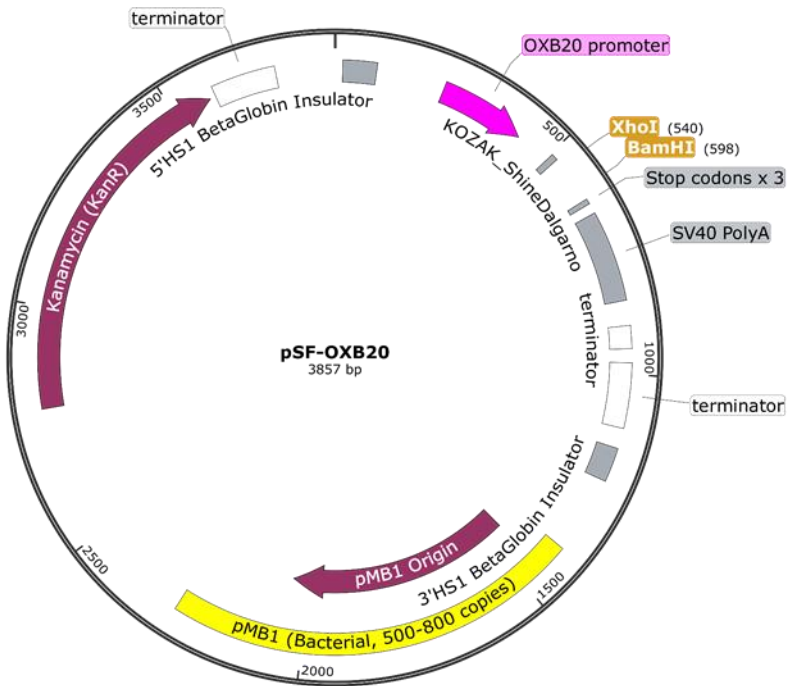 terminator
OXB20 promoter
3500
5'HS1 BetaGlobin Insulator
500
KOZAK_ShineDalgarno
XhoI (540)
BamHI (598)
Stop codons x 3
Kanamycin (KanR)
SV40 PolyA
3000
terminator
pSF-OXB20
3857 bp
1000
terminator
3'HS1 BetaGlobin Insulator
pMB1 Origin
2500
1500
pMB1 (Bacterial, 500-800 copies)
2000